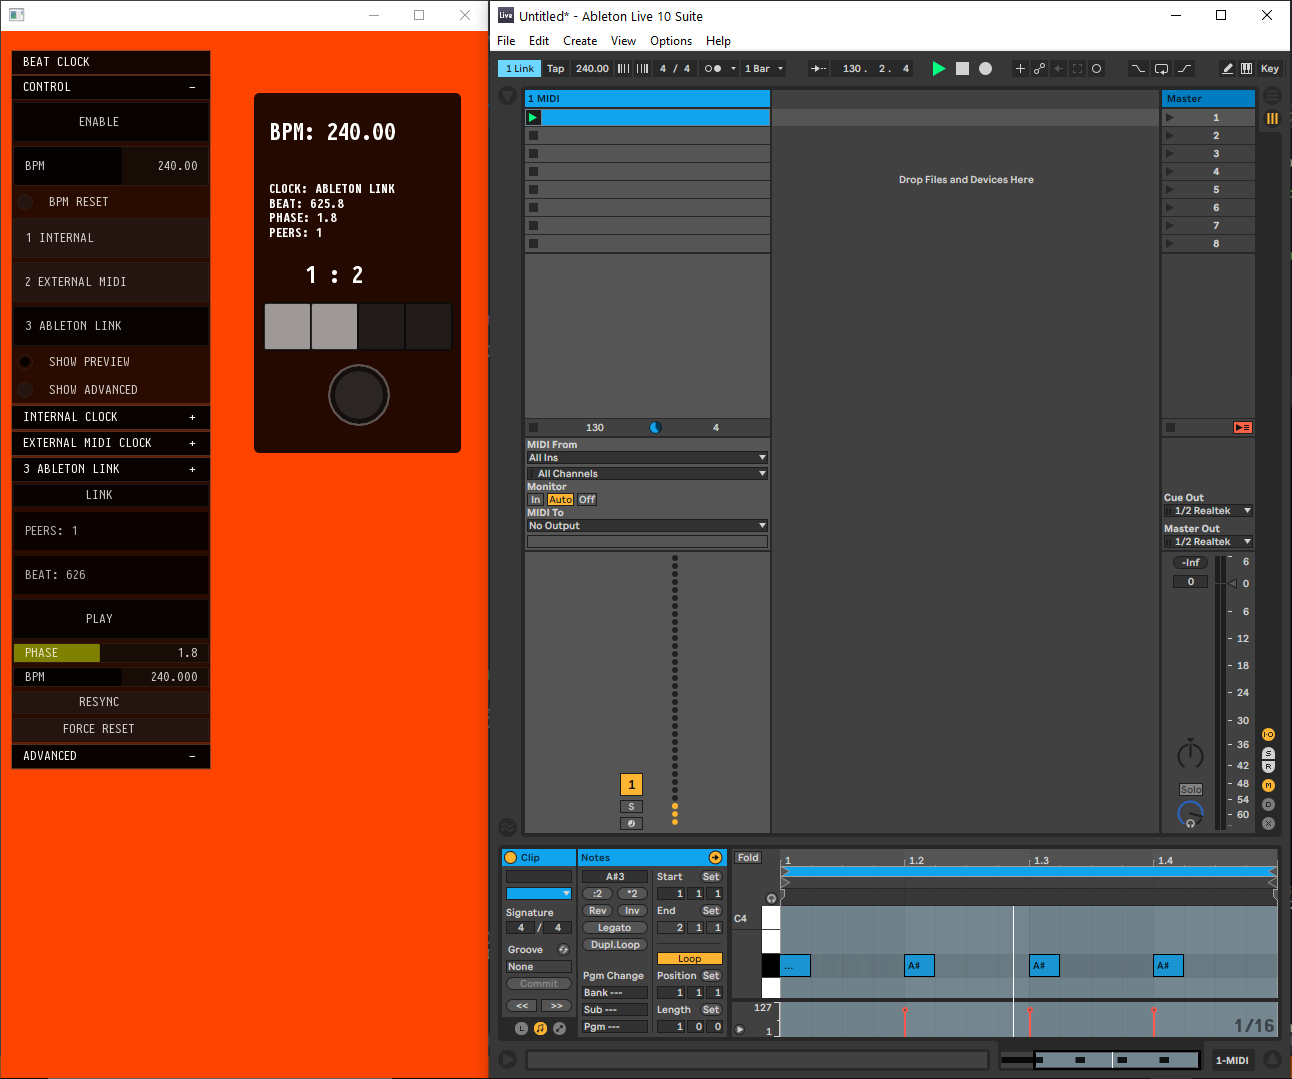 BEAT CLOCK
CONTROL −
ENABLE
BPM 240.00
BPM RESET
1 INTERNAL
2 EXTERNAL MIDI
3 ABLETON LINK
SHOW PREVIEW
SHOW ADVANCED
INTERNAL CLOCK +
EXTERNAL MIDI CLOCK +
3 ABLETON LINK +
LINK
PEERS: 1
BEAT: 626
PLAY
PHASE 1.8
BPM 240.000
RESYNC
FORCE RESET
ADVANCED −
BPM: 240.00
CLOCK: ABLETON LINK
BEAT: 625.8
PHASE: 1.8
PEERS: 1
1 : 2
Live Untitled* - Ableton Live 10 Suite
File Edit Create View Options Help
1 Link Tap 240.00 4 / 4 1 Bar 130. 2. 4 Key
1 MIDI
Master
1
2
3
4
5
6
7
8
Drop Files and Devices Here
130 4
MIDI From
All Ins
All Channels
Monitor
In Auto Off
MIDI To
No Output
Cue Out
1/2 Realtek
Master Out
1/2 Realtek
-Inf
0
6
0
6
12
18
24
30
36
42
48
54
60
Solo
1
S
I-O
S
R
M
D
X
Clip
Signature
4 / 4
Groove
None
Commit
<< >>
L
Notes
A#3
:2 *2
Rev Inv
Legato
Dupl.Loop
Pgm Change
Bank ---
Sub ---
Pgm ---
Start Set
1 1 1
End Set
2 1 1
Loop
Position Set
1 1 1
Length Set
1 0 0
Fold
1 1.2 1.3 1.4
C4
... A# A# A#
127
1
1/16
1-MIDI